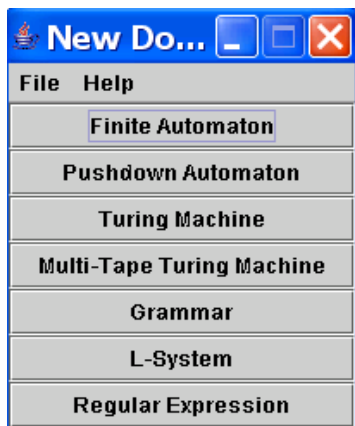 New Do...
File Help
Finite Automaton
Pushdown Automaton
Turing Machine
Multi-Tape Turing Machine
Grammar
L-System
Regular Expression